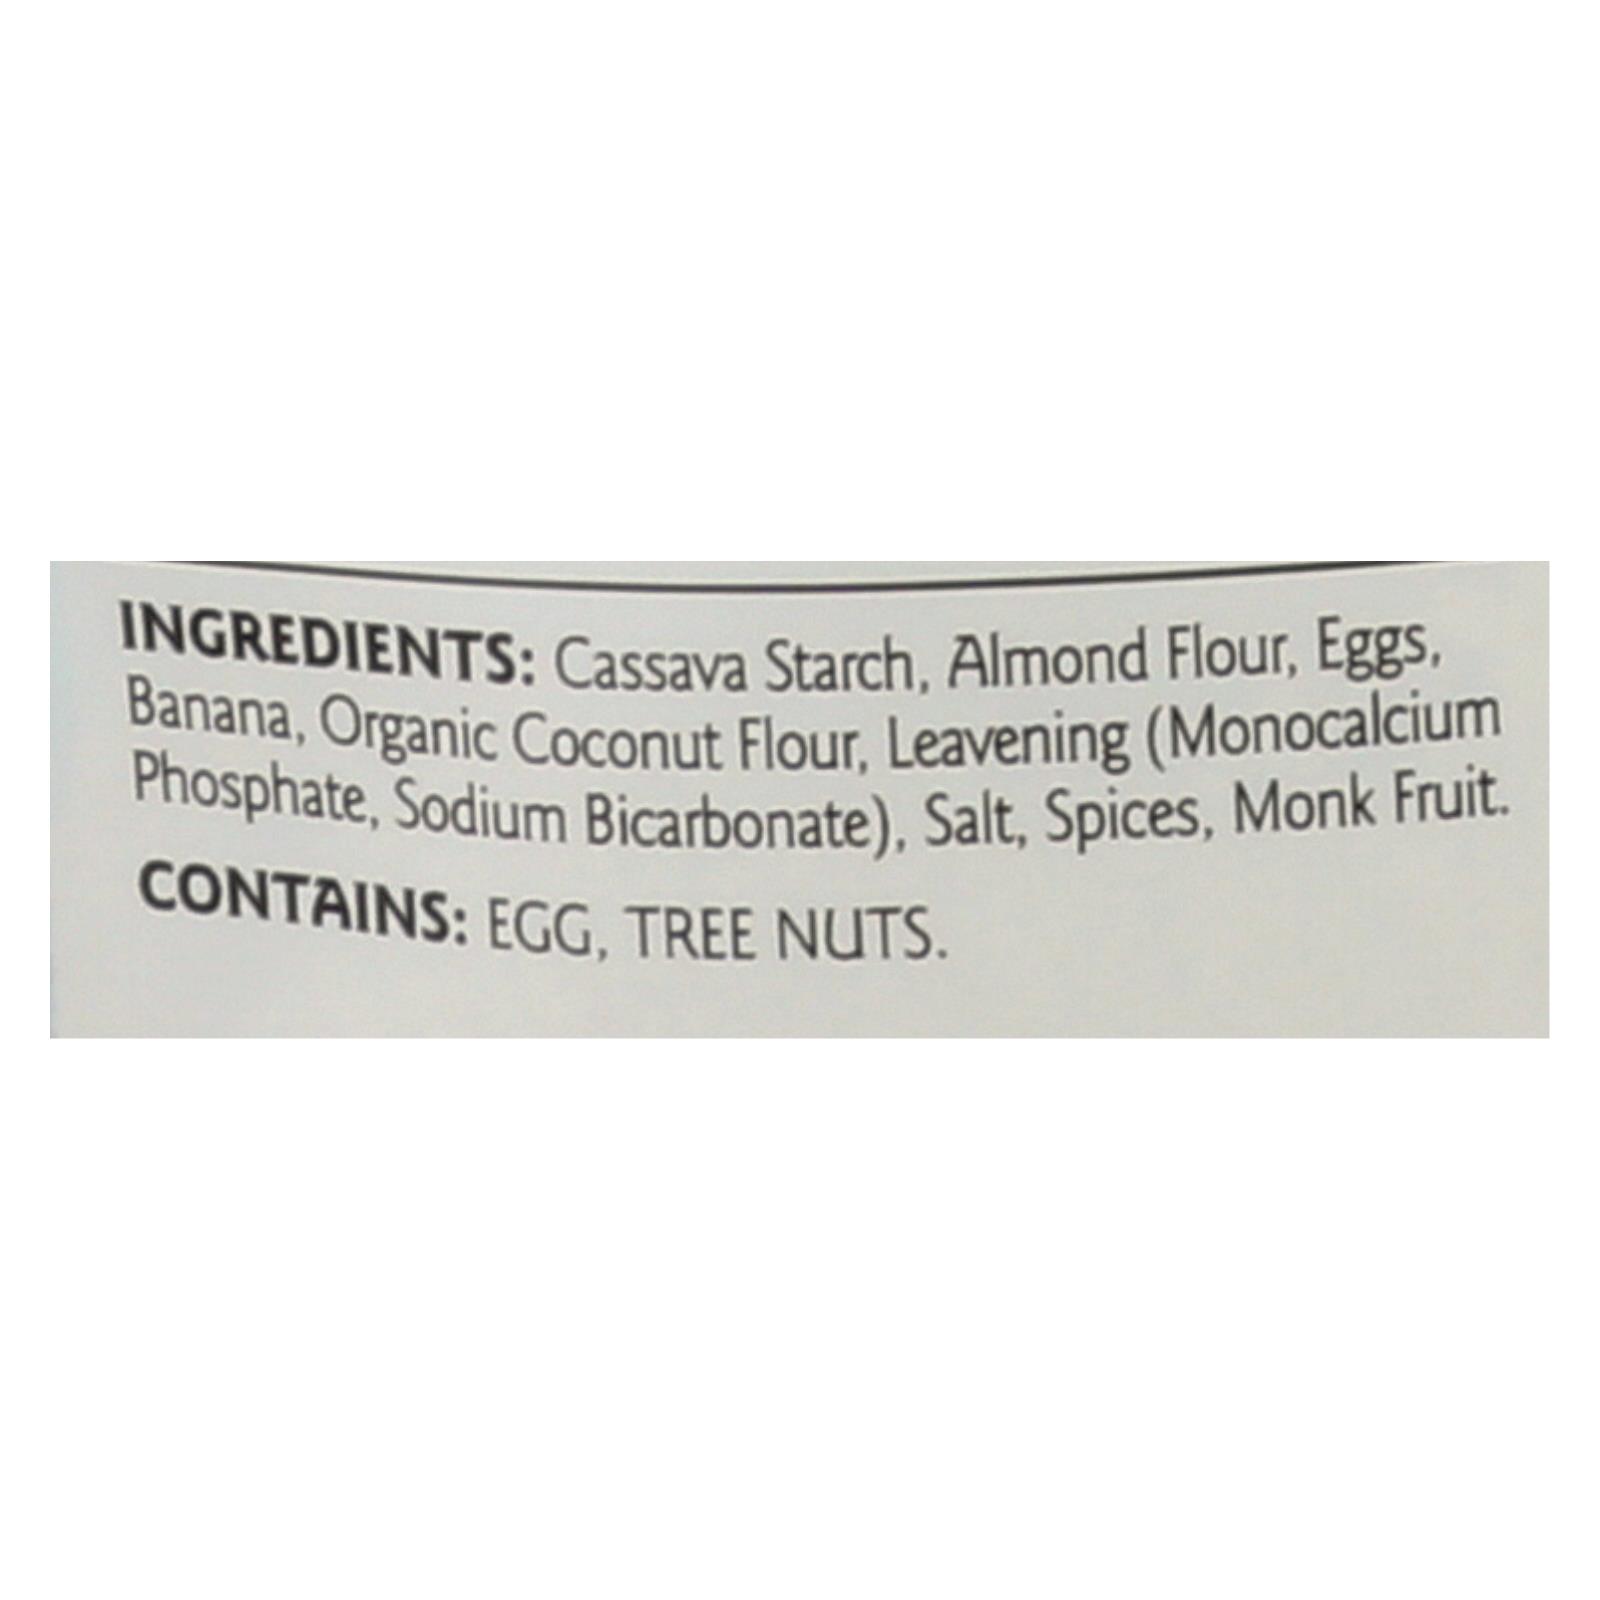 INGREDIENTS: Cassava Starch, Almond Flour, Eggs,
Banana, Organic Coconut Flour, Leavening (Monocalcium
Phosphate, Sodium Bicarbonate), Salt, Spices, Monk Fruit.
CONTAINS: EGG, TREE NUTS.